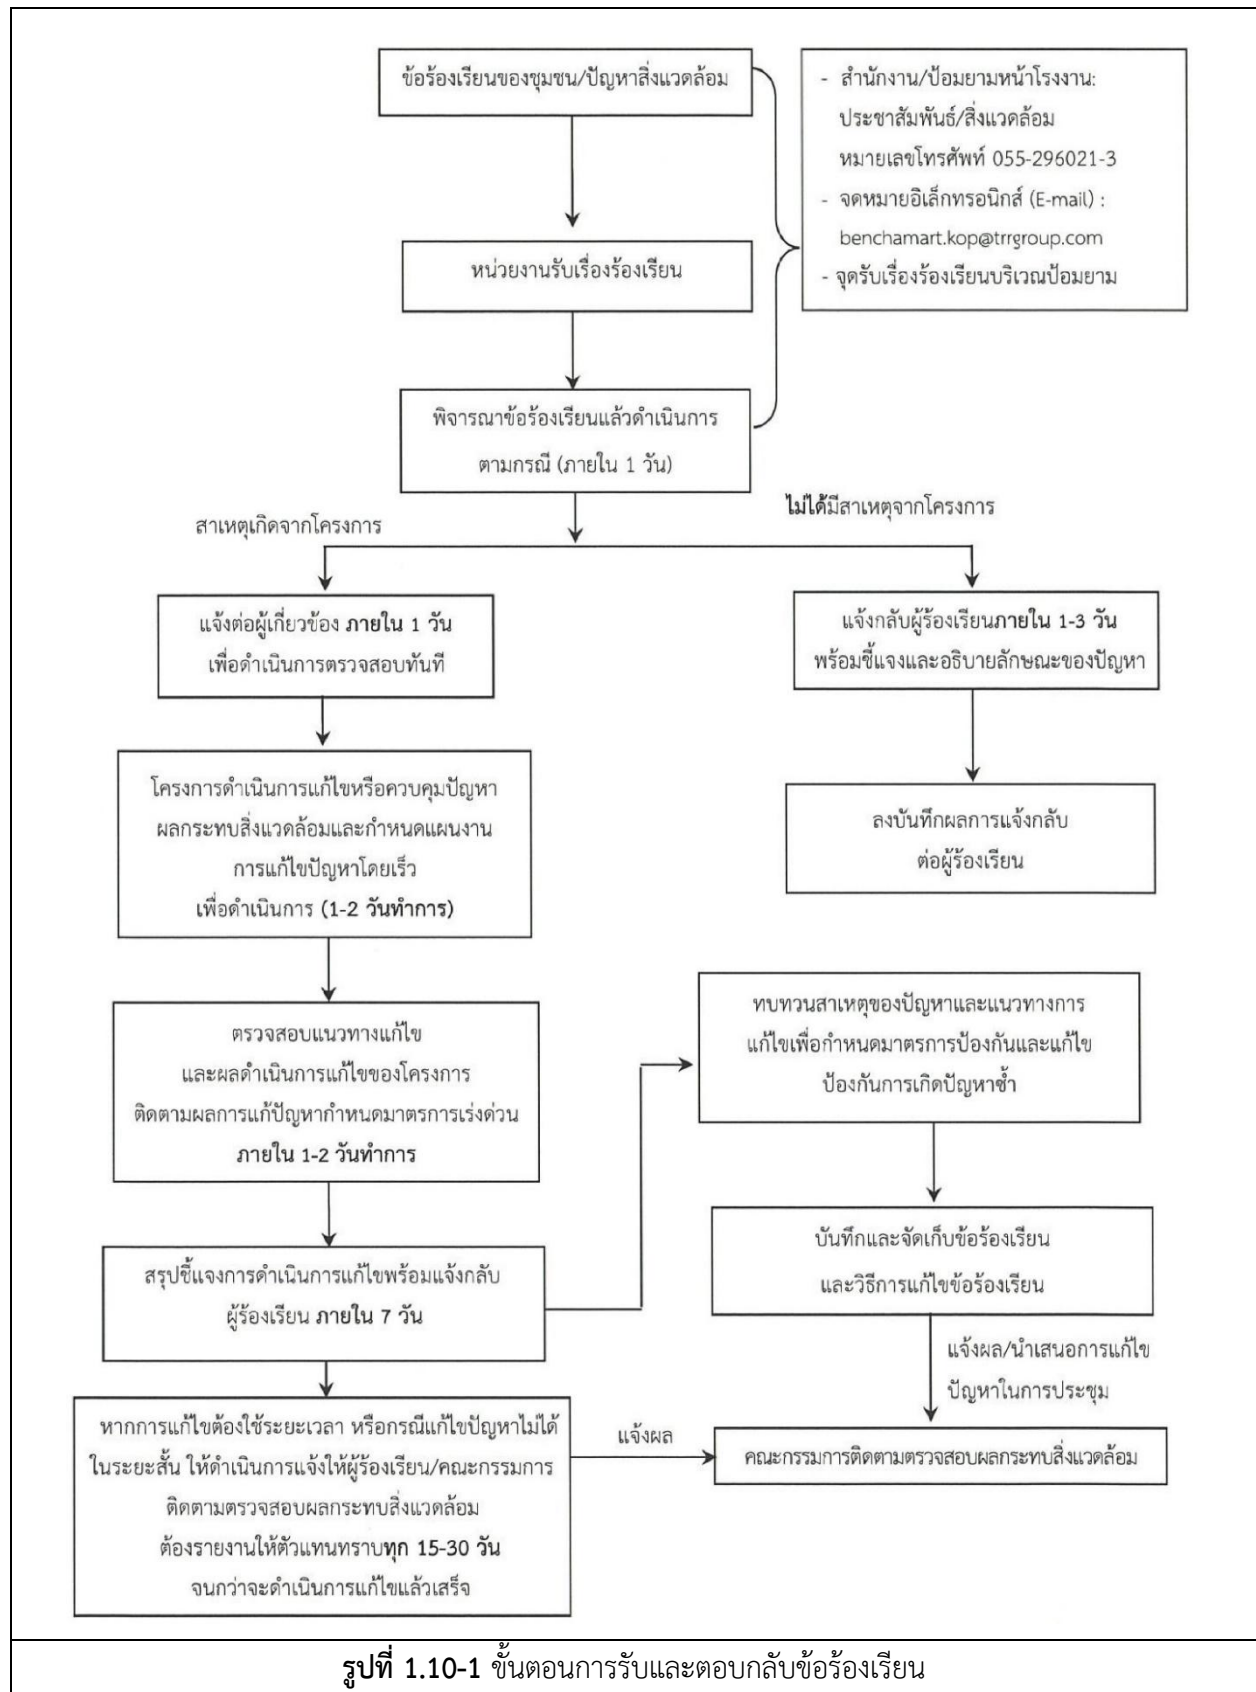 ข้อร้องเรียนของชุมชน/ปัญหาสิ่งแวดล้อม
- สำนักงาน/ป้อมยามหน้าโรงงาน:
ประชาสัมพันธ์/สิ่งแวดล้อม
หมายเลขโทรศัพท์ 055-296021-3
- จดหมายอิเล็กทรอนิกส์ (E-mail) :
benchamart.kop@trrgroup.com
- จุดรับเรื่องร้องเรียนบริเวณป้อมยาม
หน่วยงานรับเรื่องร้องเรียน
พิจารณาข้อร้องเรียนแล้วดำเนินการ
ตามกรณี (ภายใน 1 วัน)
สาเหตุเกิดจากโครงการ
ไม่ได้มีสาเหตุจากโครงการ
แจ้งต่อผู้เกี่ยวข้อง ภายใน 1 วัน
เพื่อดำเนินการตรวจสอบทันที
แจ้งกลับผู้ร้องเรียนภายใน 1-3 วัน
พร้อมชี้แจงและอธิบายลักษณะของปัญหา
โครงการดำเนินการแก้ไขหรือควบคุมปัญหา
ผลกระทบสิ่งแวดล้อมและกำหนดแผนงาน
การแก้ไขปัญหาโดยเร็ว
เพื่อดำเนินการ (1-2 วันทำการ)
ลงบันทึกผลการแจ้งกลับ
ต่อผู้ร้องเรียน
ตรวจสอบแนวทางแก้ไข
และผลดำเนินการแก้ไขของโครงการ
ติดตามผลการแก้ปัญหากำหนดมาตรการเร่งด่วน
ภายใน 1-2 วันทำการ
ทบทวนสาเหตุของปัญหาและแนวทางการ
แก้ไขเพื่อกำหนดมาตรการป้องกันและแก้ไข
ป้องกันการเกิดปัญหาซ้ำ
สรุปชี้แจงการดำเนินการแก้ไขพร้อมแจ้งกลับ
ผู้ร้องเรียน ภายใน 7 วัน
บันทึกและจัดเก็บข้อร้องเรียน
และวิธีการแก้ไขข้อร้องเรียน
แจ้งผล/นำเสนอการแก้ไข
ปัญหาในการประชุม
หากการแก้ไขต้องใช้ระยะเวลา หรือกรณีแก้ไขปัญหาไม่ได้
ในระยะสั้น ให้ดำเนินการแจ้งให้ผู้ร้องเรียน/คณะกรรมการ
ติดตามตรวจสอบผลกระทบสิ่งแวดล้อม
ต้องรายงานให้ตัวแทนทราบทุก 15-30 วัน
จนกว่าจะดำเนินการแก้ไขแล้วเสร็จ
แจ้งผล
คณะกรรมการติดตามตรวจสอบผลกระทบสิ่งแวดล้อม
รูปที่ 1.10-1 ขั้นตอนการรับและตอบกลับข้อร้องเรียน